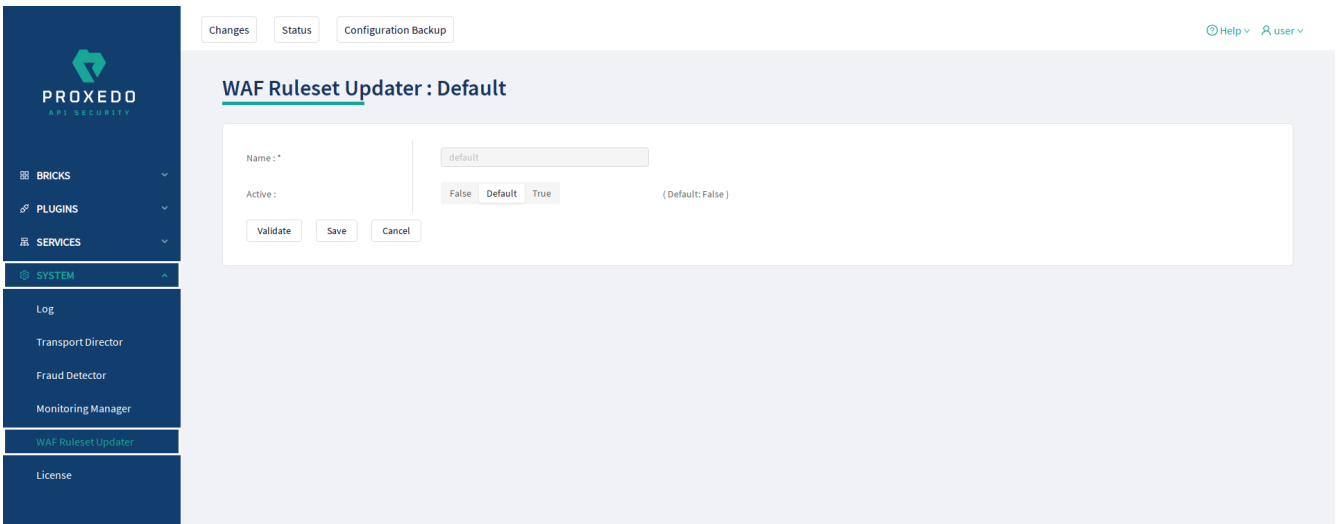 Changes Status Configuration Backup Help user
PROXEDO
API SECURITY
WAF Ruleset Updater : Default
Name : * default
Active : False Default True ( Default: False )
Validate Save Cancel
BRICKS
PLUGINS
SERVICES
SYSTEM
Log
Transport Director
Fraud Detector
Monitoring Manager
WAF Ruleset Updater
License